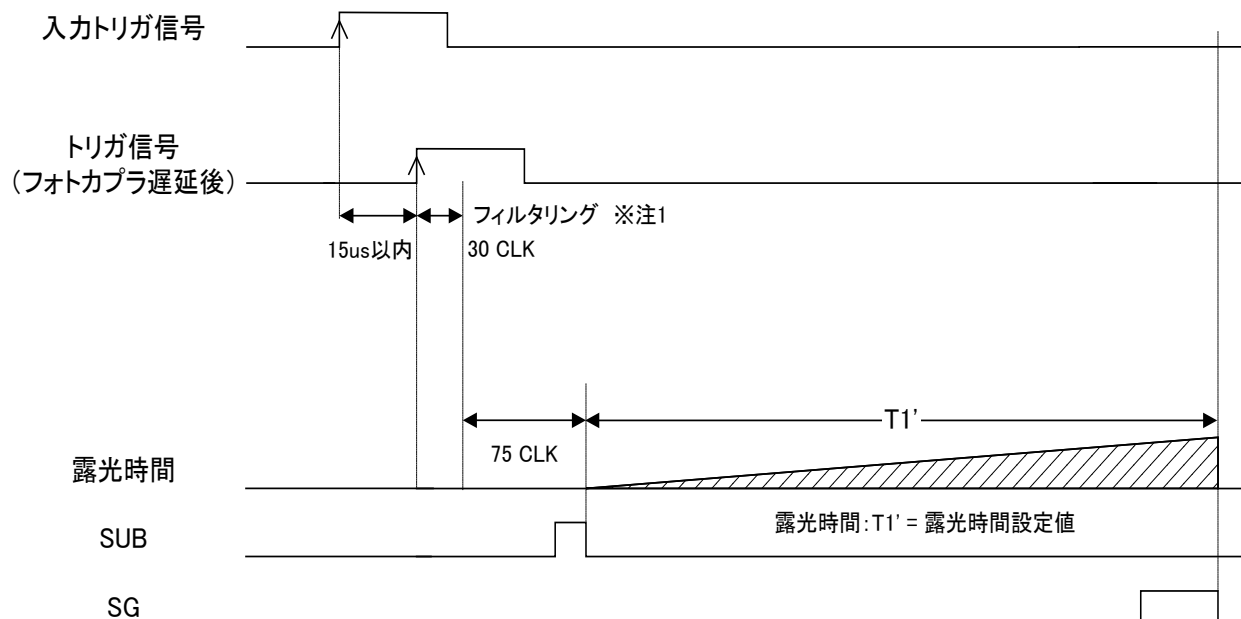 入力トリガ信号
トリガ信号
(フォトカプラ遅延後)
フィルタリング ※注1
15us以内
30 CLK
T1'
75 CLK
露光時間
露光時間:T1' = 露光時間設定値
SUB
SG